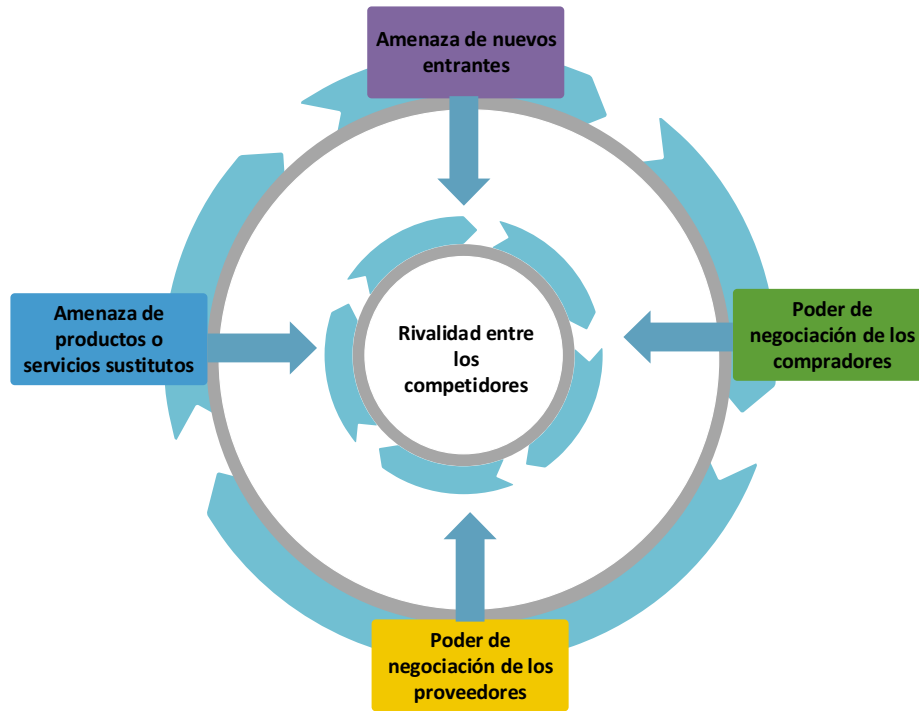 Amenaza de nuevos
entrantes
Amenaza de
productos o
servicios sustitutos
Rivalidad entre
los
competidores
Poder de
negociación de los
compradores
Poder de
negociación de los
proveedores